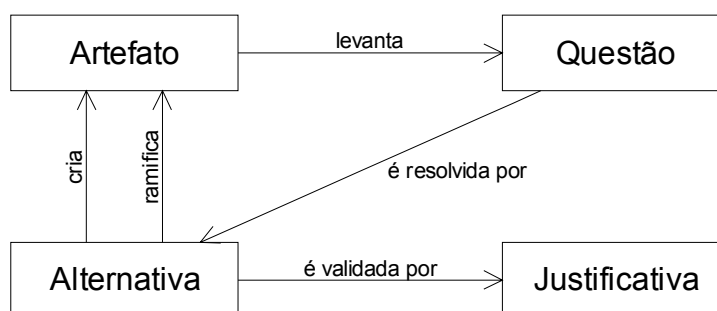 Artefato
levanta
Questão
cria
ramifica
é resolvida por
Alternativa
é validada por
Justificativa